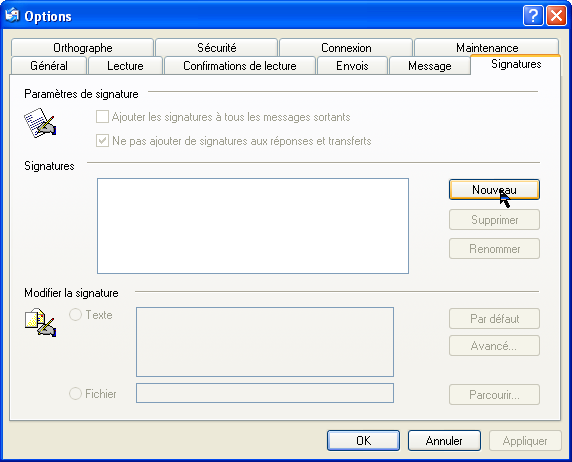 Options
Orthographe Sécurité Connexion Maintenance
Général Lecture Confirmations de lecture Envois Message Signatures
Paramètres de signature
Ajouter les signatures à tous les messages sortants
Ne pas ajouter de signatures aux réponses et transferts
Signatures
Nouveau
Supprimer
Renommer
Modifier la signature
Texte
Par défaut
Avancé...
Fichier
Parcourir...
OK Annuler Appliquer